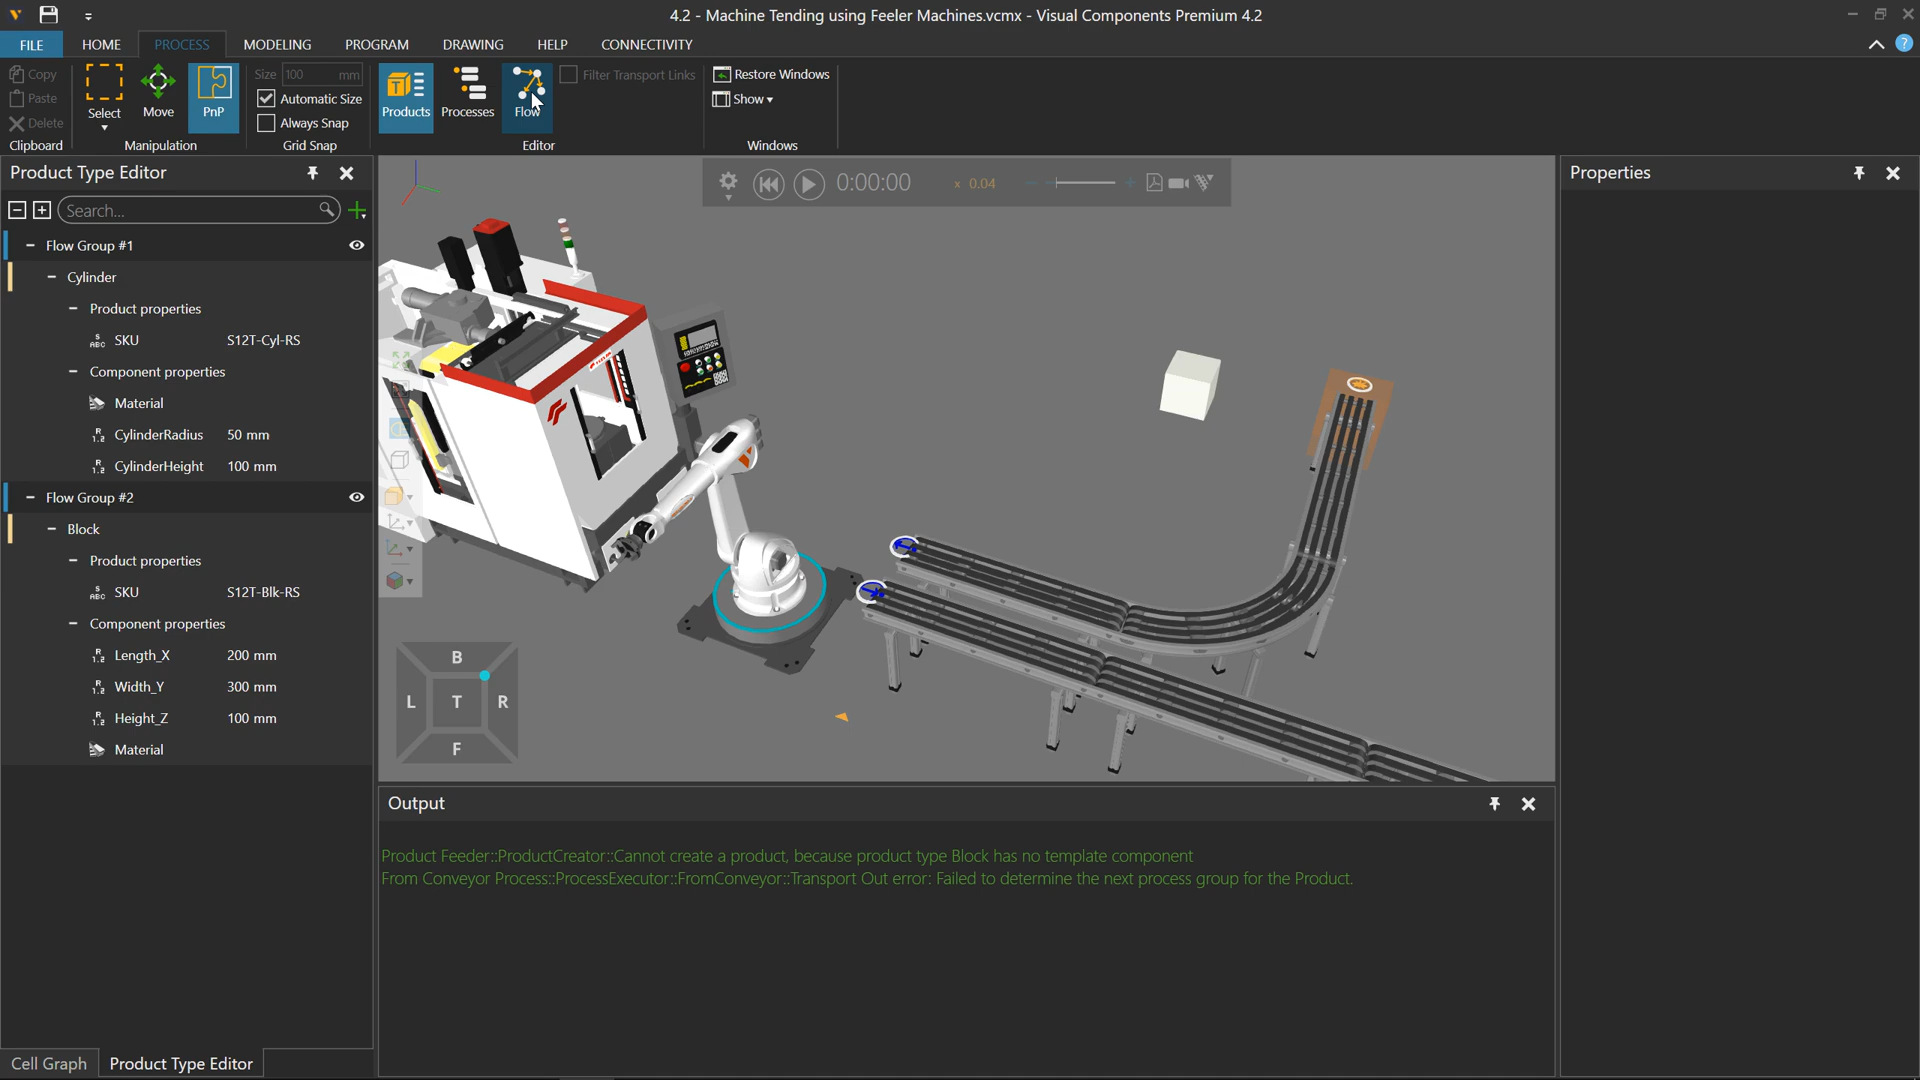 4.2 - Machine Tending using Feeler Machines.vcmx - Visual Components Premium 4.2
FILE HOME PROCESS MODELING PROGRAM DRAWING HELP CONNECTIVITY
Copy
Paste
Delete
Clipboard
Select
Move
PnP
Manipulation
Size 100 mm
Automatic Size
Always Snap
Grid Snap
Products
Processes
Flow
Filter Transport Links
Editor
Restore Windows
Show
Windows
Product Type Editor
Search...
Flow Group #1
Cylinder
Product properties
SKU S12T-Cyl-RS
Component properties
Material
CylinderRadius 50 mm
CylinderHeight 100 mm
Flow Group #2
Block
Product properties
SKU S12T-Blk-RS
Component properties
Length_X 200 mm
Width_Y 300 mm
Height_Z 100 mm
Material
Cell Graph
Product Type Editor
0:00:00
x 0.04
B
L T R
F
Output
Product Feeder::ProductCreator::Cannot create a product, because product type Block has no template component
From Conveyor Process::ProcessExecutor::FromConveyor::Transport Out error: Failed to determine the next process group for the Product.
Properties